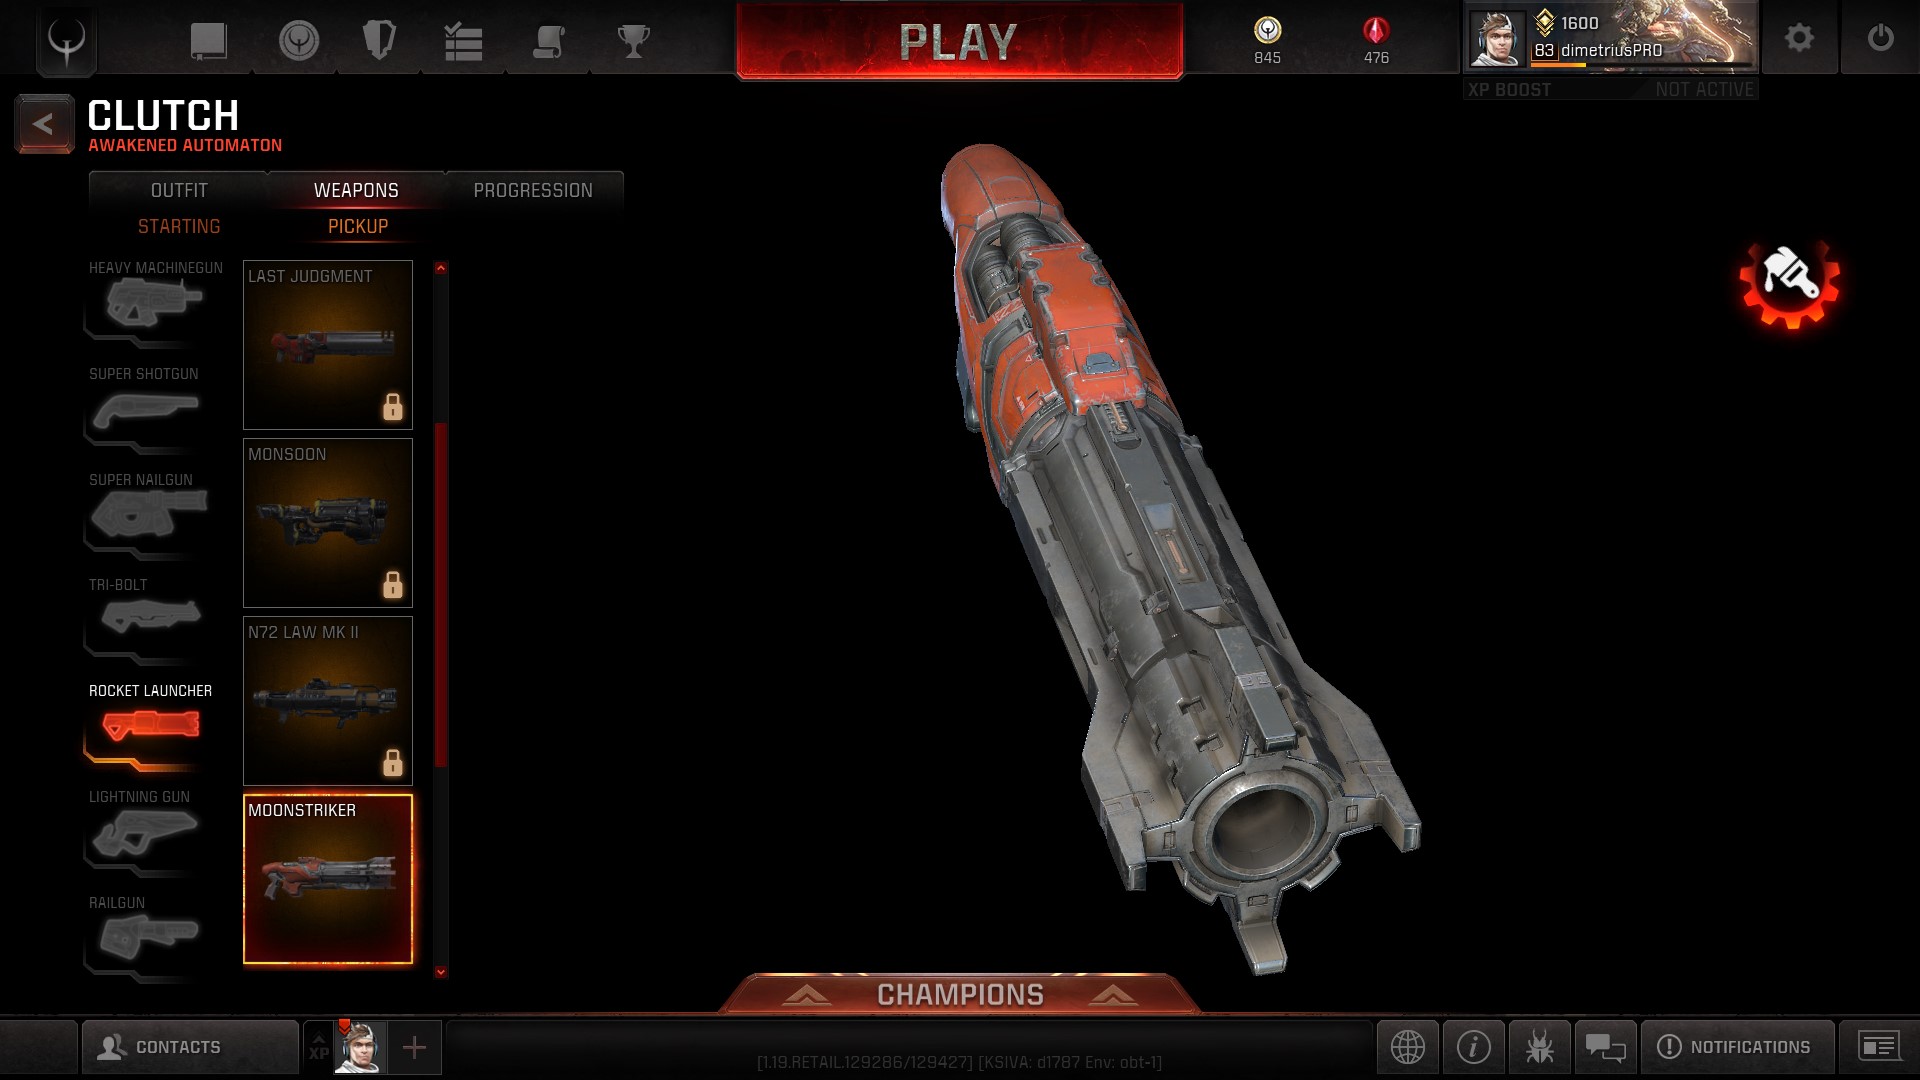 PLAY
845
476
1600
83 dimetriusPRO
XP BOOST NOT ACTIVE
<
CLUTCH
AWAKENED AUTOMATON
OUTFIT WEAPONS PROGRESSION
STARTING PICKUP
HEAVY MACHINEGUN
SUPER SHOTGUN
SUPER NAILGUN
TRI-BOLT
ROCKET LAUNCHER
LIGHTNING GUN
RAILGUN
LAST JUDGMENT
MONSOON
N72 LAW MK II
MOONSTRIKER
CHAMPIONS
CONTACTS
XP
+
[1.19.RETAIL.129286/129427] [KSIVA: d1787 Env: obt-1]
NOTIFICATIONS